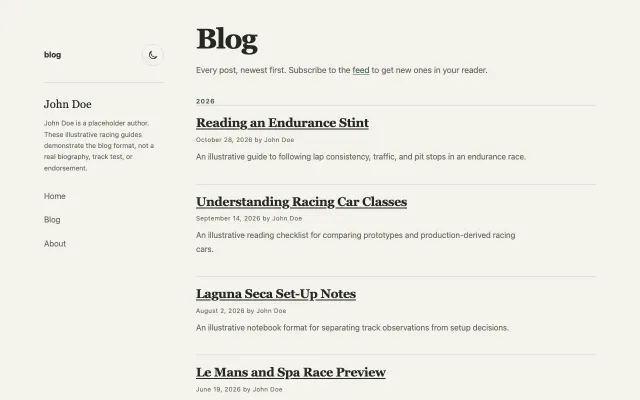 blog
John Doe
John Doe is a placeholder author.
These illustrative racing guides
demonstrate the blog format, not a
real biography, track test, or
endorsement.
Home
Blog
About
Blog
Every post, newest first. Subscribe to the feed to get new ones in your reader.
2026
Reading an Endurance Stint
October 28, 2026 by John Doe
An illustrative guide to following lap consistency, traffic, and pit stops in an endurance race.
Understanding Racing Car Classes
September 14, 2026 by John Doe
An illustrative reading checklist for comparing prototypes and production-derived racing
cars.
Laguna Seca Set-Up Notes
August 2, 2026 by John Doe
An illustrative notebook format for separating track observations from setup decisions.
Le Mans and Spa Race Preview
June 19, 2026 by John Doe